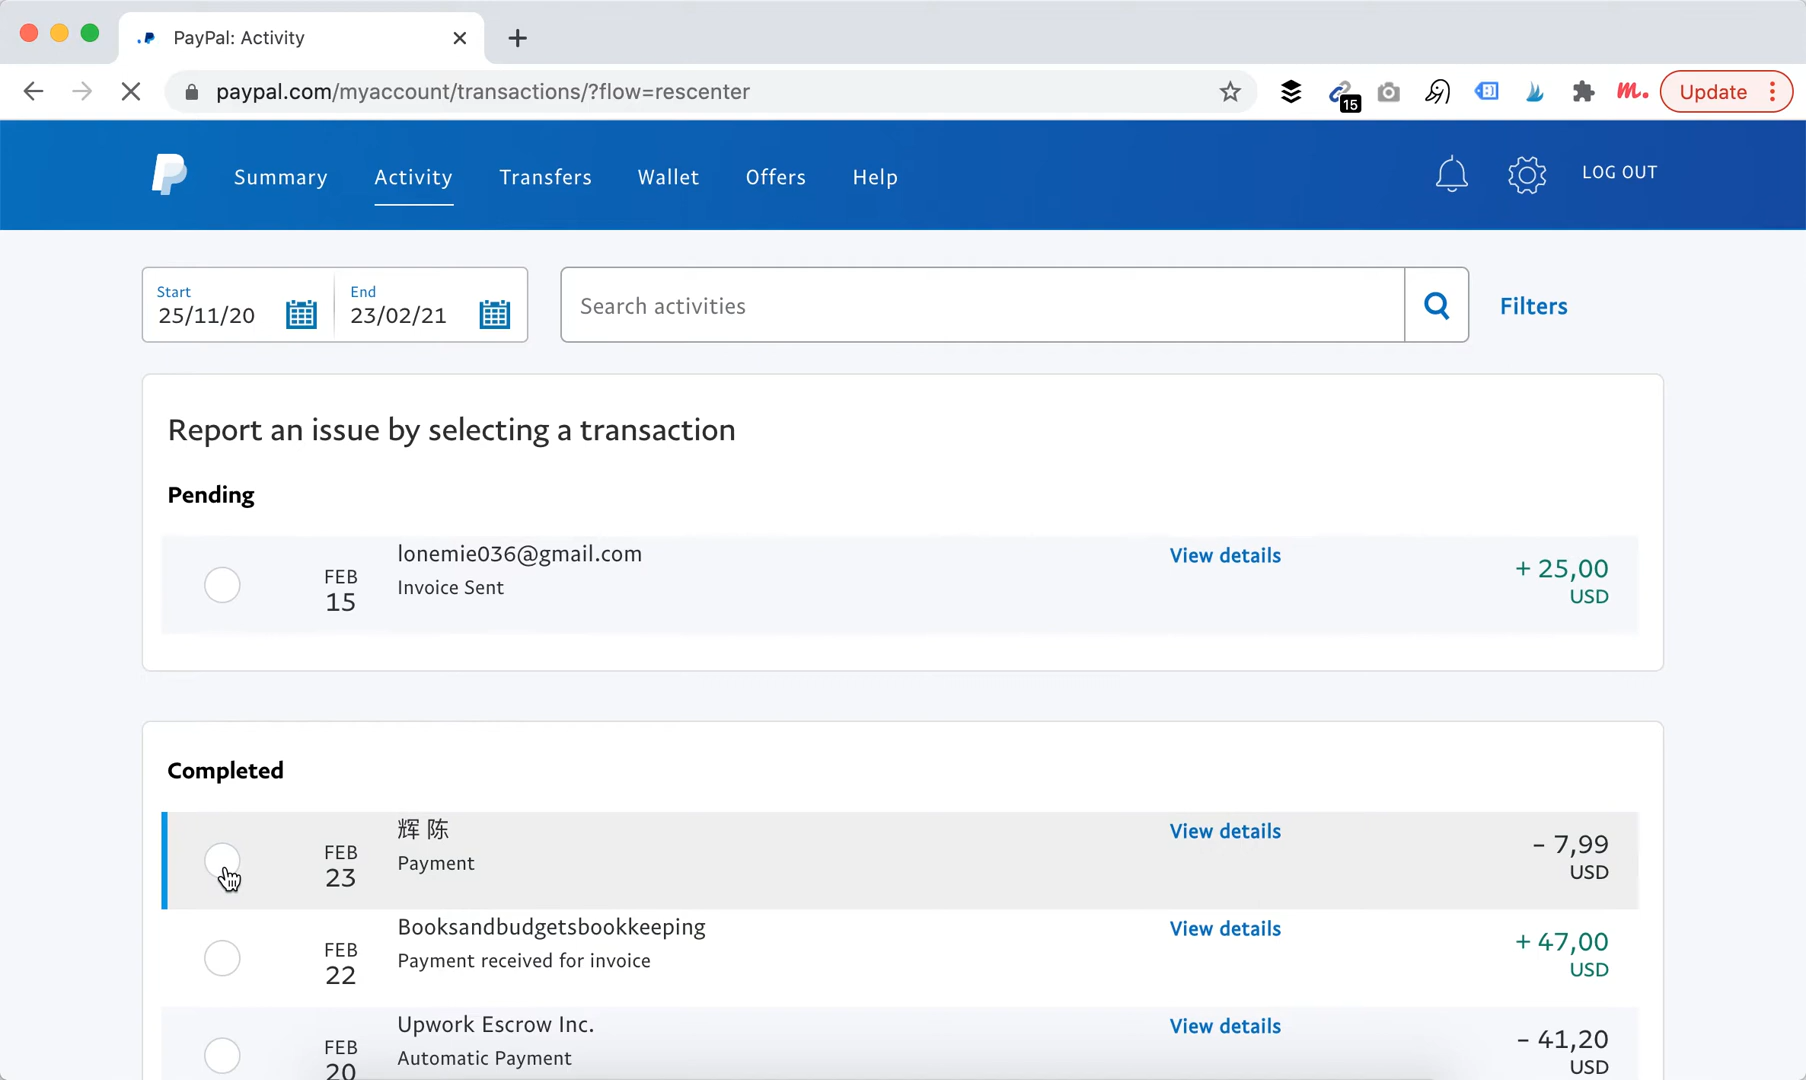 PayPal: Activity
paypal.com/myaccount/transactions/?flow=rescenter
15
m.
Update
Summary
Activity
Transfers
Wallet
Offers
Help
LOG OUT
Start
25/11/20
End
23/02/21
Search activities
Filters
Report an issue by selecting a transaction
Pending
FEB
15
lonemie036@gmail.com
Invoice Sent
View details
+ 25,00
USD
Completed
FEB
23
辉 陈
Payment
View details
- 7,99
USD
FEB
22
Booksandbudgetsbookkeeping
Payment received for invoice
View details
+ 47,00
USD
FEB
20
Upwork Escrow Inc.
Automatic Payment
View details
- 41,20
USD